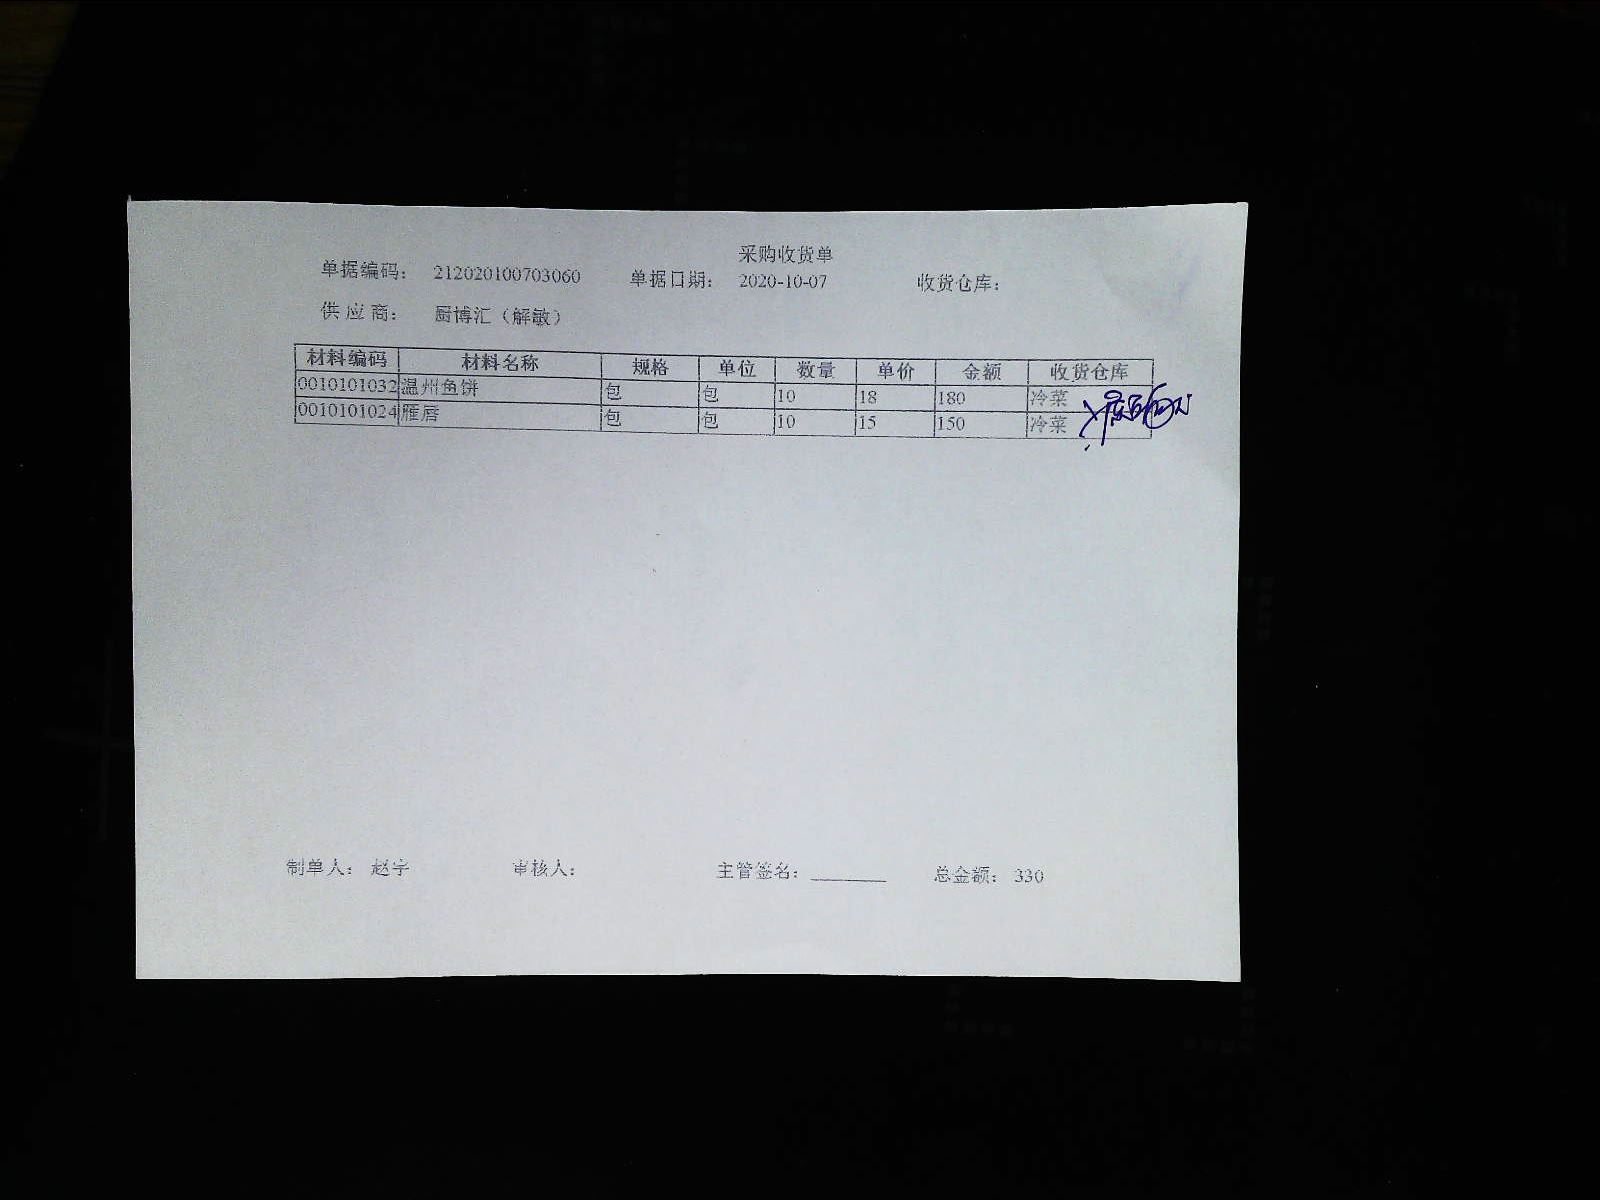 采购收货单
单据编码： 212020100703060 单据日期： 2020-10-07 收货仓库：
供 应 商： 厨博汇（解敏）
材料编码 材料名称 规格 单位 数量 单价 金额 收货仓库
0010101032 温州鱼饼 包 包 10 18 180 冷菜
0010101024 雁唇 包 包 10 15 150 冷菜
制单人： 赵宇 审核人： 主管签名： ________ 总金额： 330